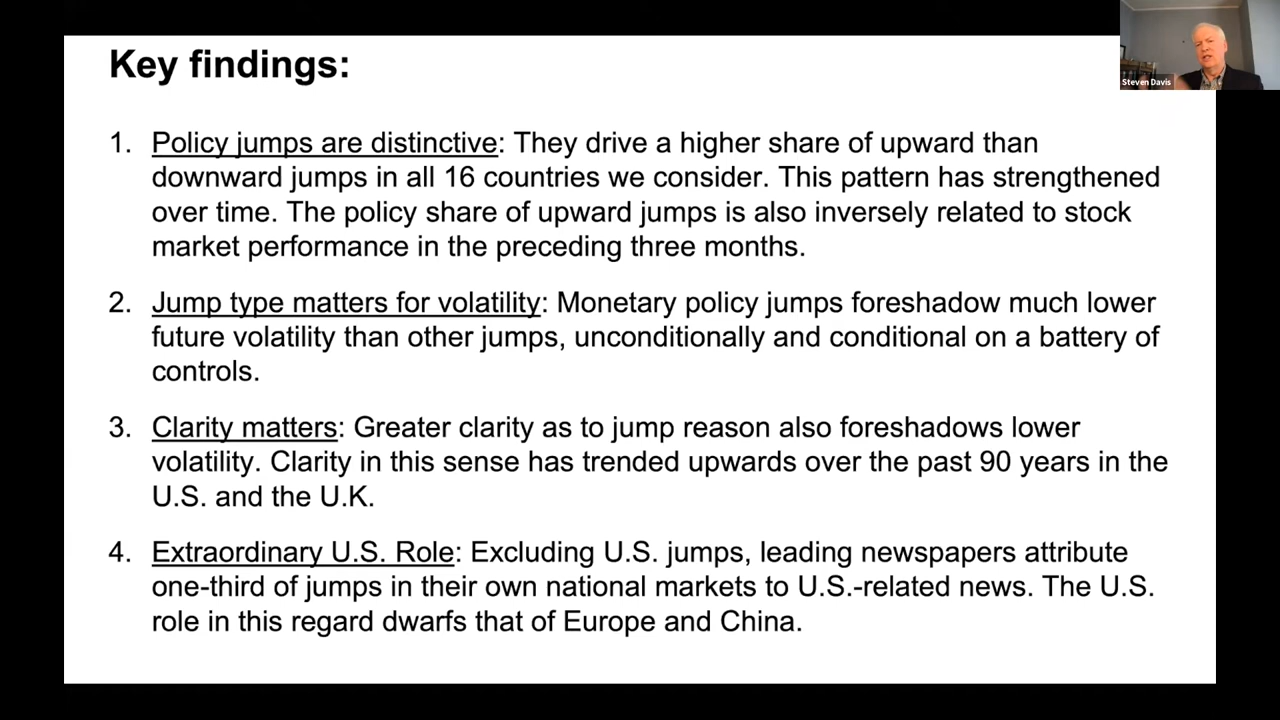 Key findings:
Steven Davis
1. Policy jumps are distinctive: They drive a higher share of upward than
downward jumps in all 16 countries we consider. This pattern has strengthened
over time. The policy share of upward jumps is also inversely related to stock
market performance in the preceding three months.
2. Jump type matters for volatility: Monetary policy jumps foreshadow much lower
future volatility than other jumps, unconditionally and conditional on a battery of
controls.
3. Clarity matters: Greater clarity as to jump reason also foreshadows lower
volatility. Clarity in this sense has trended upwards over the past 90 years in the
U.S. and the U.K.
4. Extraordinary U.S. Role: Excluding U.S. jumps, leading newspapers attribute
one-third of jumps in their own national markets to U.S.-related news. The U.S.
role in this regard dwarfs that of Europe and China.